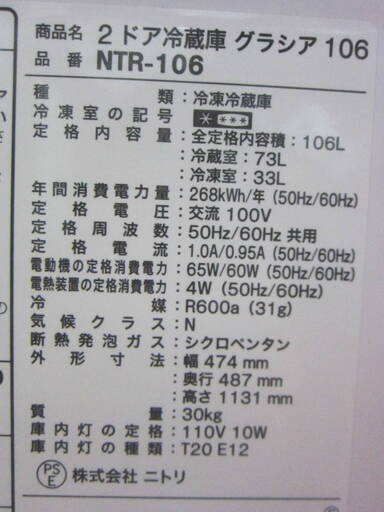 商品名 2ドア冷蔵庫 グラシア 106
品番 NTR-106
種類：冷凍冷蔵庫
冷凍室の記号：* ***
定格内容量：全定格内容積：106L
：冷蔵室：73L
：冷凍室：33L
年間消費電力量：268kWh/年 (50Hz/60Hz)
定格電圧：交流 100V
定格周波数：50Hz/60Hz 共用
定格電流：1.0A/0.95A (50Hz/60Hz)
電動機の定格消費電力：65W/60W (50Hz/60Hz)
電熱装置の定格消費電力：4W (50Hz/60Hz)
冷媒：R600a (31g)
気候クラス：N
断熱発泡ガス：シクロペンタン
外形寸法：幅 474 mm
：奥行 487 mm
：高さ 1131 mm
質量：30kg
庫内灯の定格：110V 10W
庫内灯の種類：T20 E12
PS E 株式会社 ニトリ